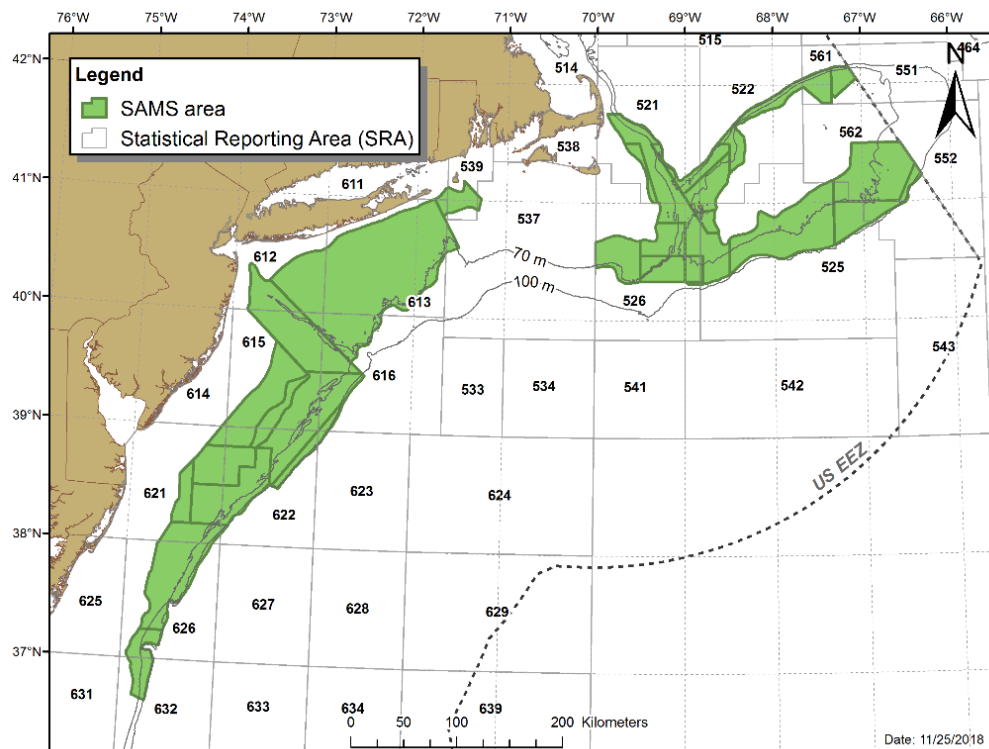 76°W 75°W 74°W 73°W 72°W 71°W 70°W 69°W 68°W 67°W 66°W
42°N
41°N
40°N
39°N
38°N
37°N
Legend
SAMS area
Statistical Reporting Area (SRA)
N
464
515
561
551
514
522
521
562
538
552
539
611
537
612
70 m
525
100 m
526
613
543
615
616
614
533
534
541
542
US EEZ
621
623
624
622
625
627
628
629
626
631
632
633
634
639
0 50 100 200 Kilometers
Date: 11/25/2018